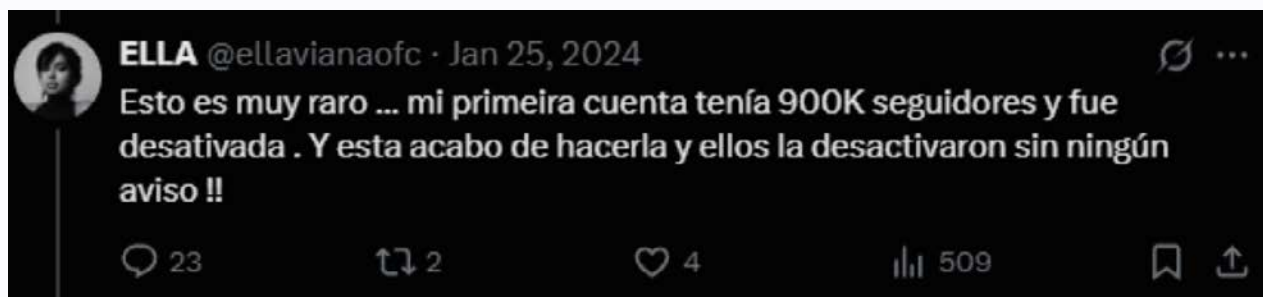 ELLA @ellavianaofc · Jan 25, 2024
Esto es muy raro ... mi primeira cuenta tenía 900K seguidores y fue
desativada . Y esta acabo de hacerla y ellos la desactivaron sin ningún
aviso !!
23 2 4 509